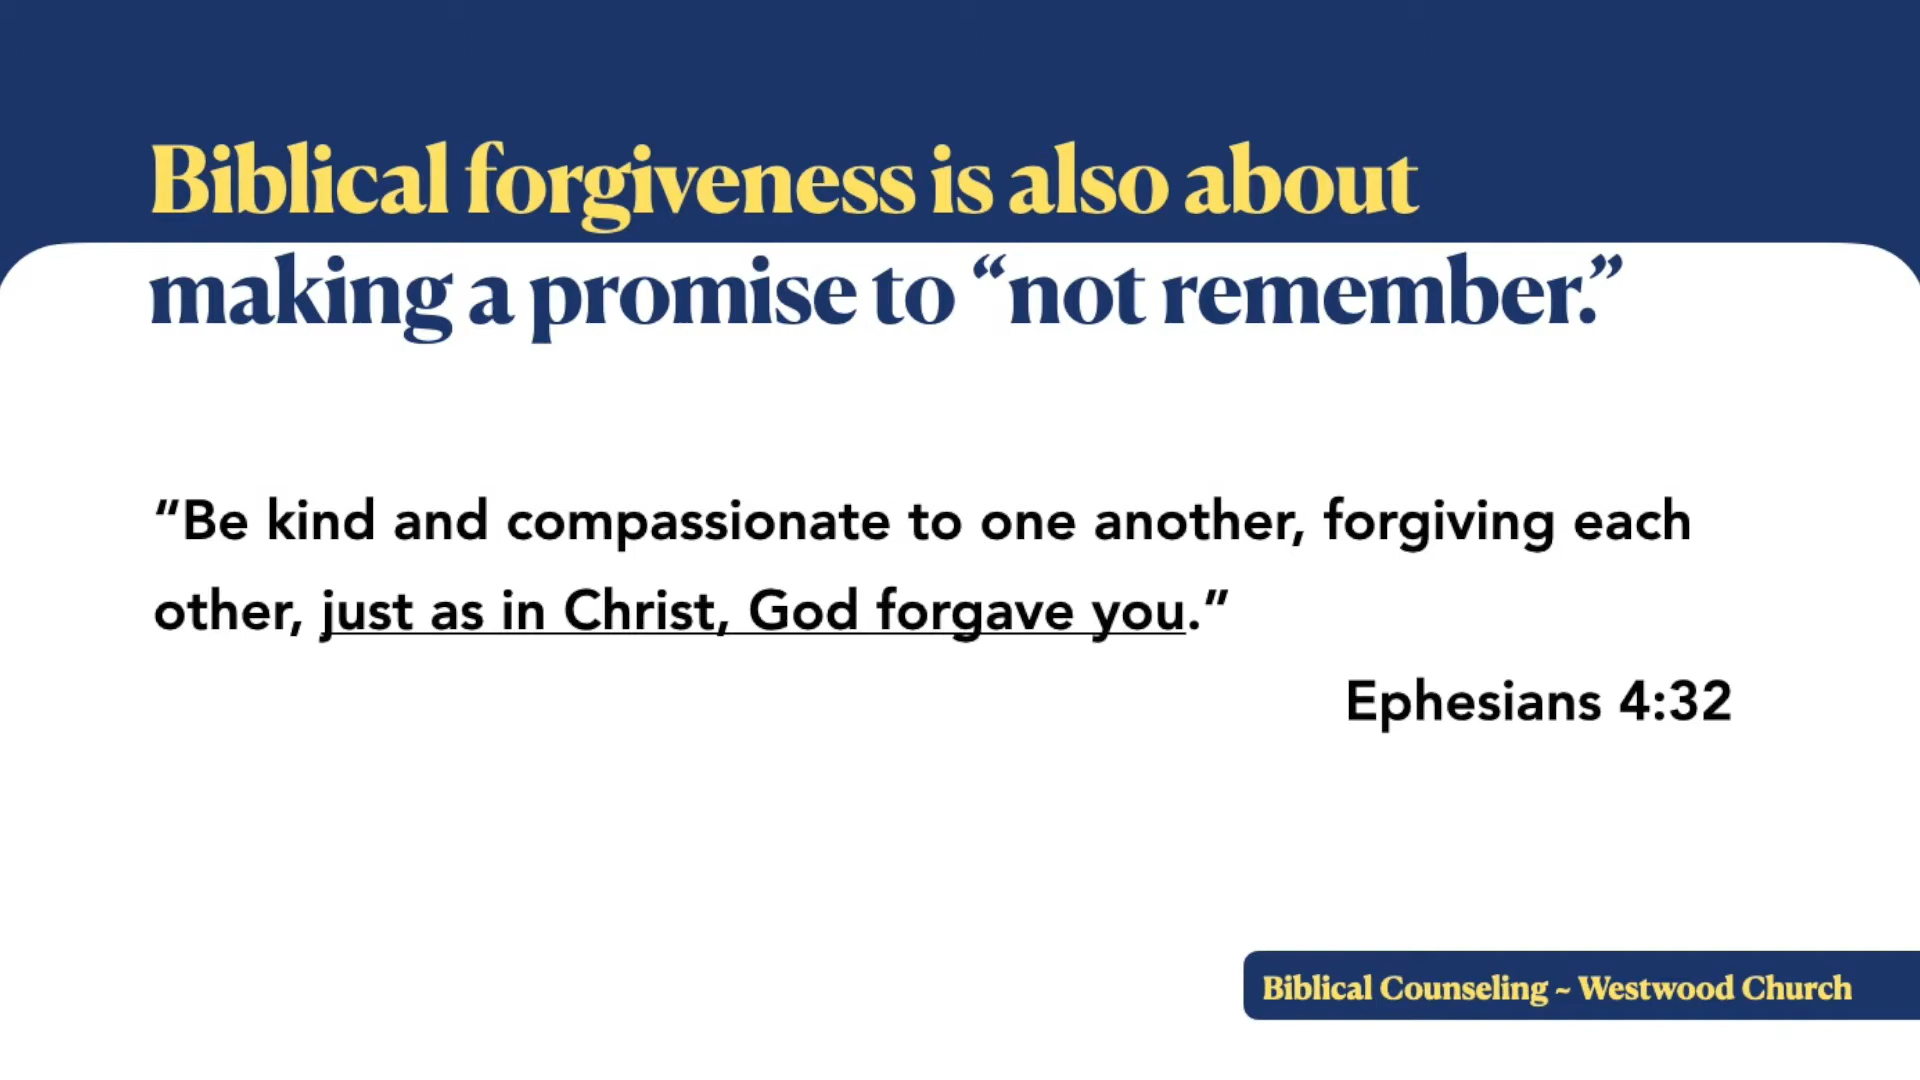 Biblical forgiveness is also about
making a promise to “not remember.”
“Be kind and compassionate to one another, forgiving each
other, just as in Christ, God forgave you.”
Ephesians 4:32
Biblical Counseling ~ Westwood Church